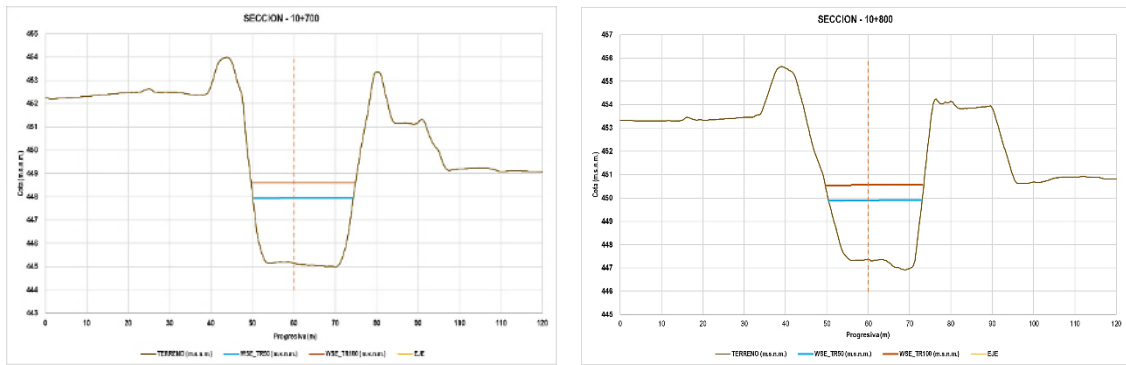 SECCION - 10+700
455
454
453
452
451
450
449
448
447
446
445
444
443
Cota (m.s.n.m.)
0 10 20 30 40 50 60 70 80 90 100 110 120
Progresiva (m)
TERRENO (m.s.n.m.) WSE_TR50 (m.s.n.m.) WSE_TR100 (m.s.n.m.) EJE
SECCION - 10+800
457
456
455
454
453
452
451
450
449
448
447
446
445
Cota (m.s.n.m.)
0 10 20 30 40 50 60 70 80 90 100 110 120
Progresiva (m)
TERRENO (m.s.n.m.) WSE_TR50 (m.s.n.m.) WSE_TR100 (m.s.n.m.) EJE